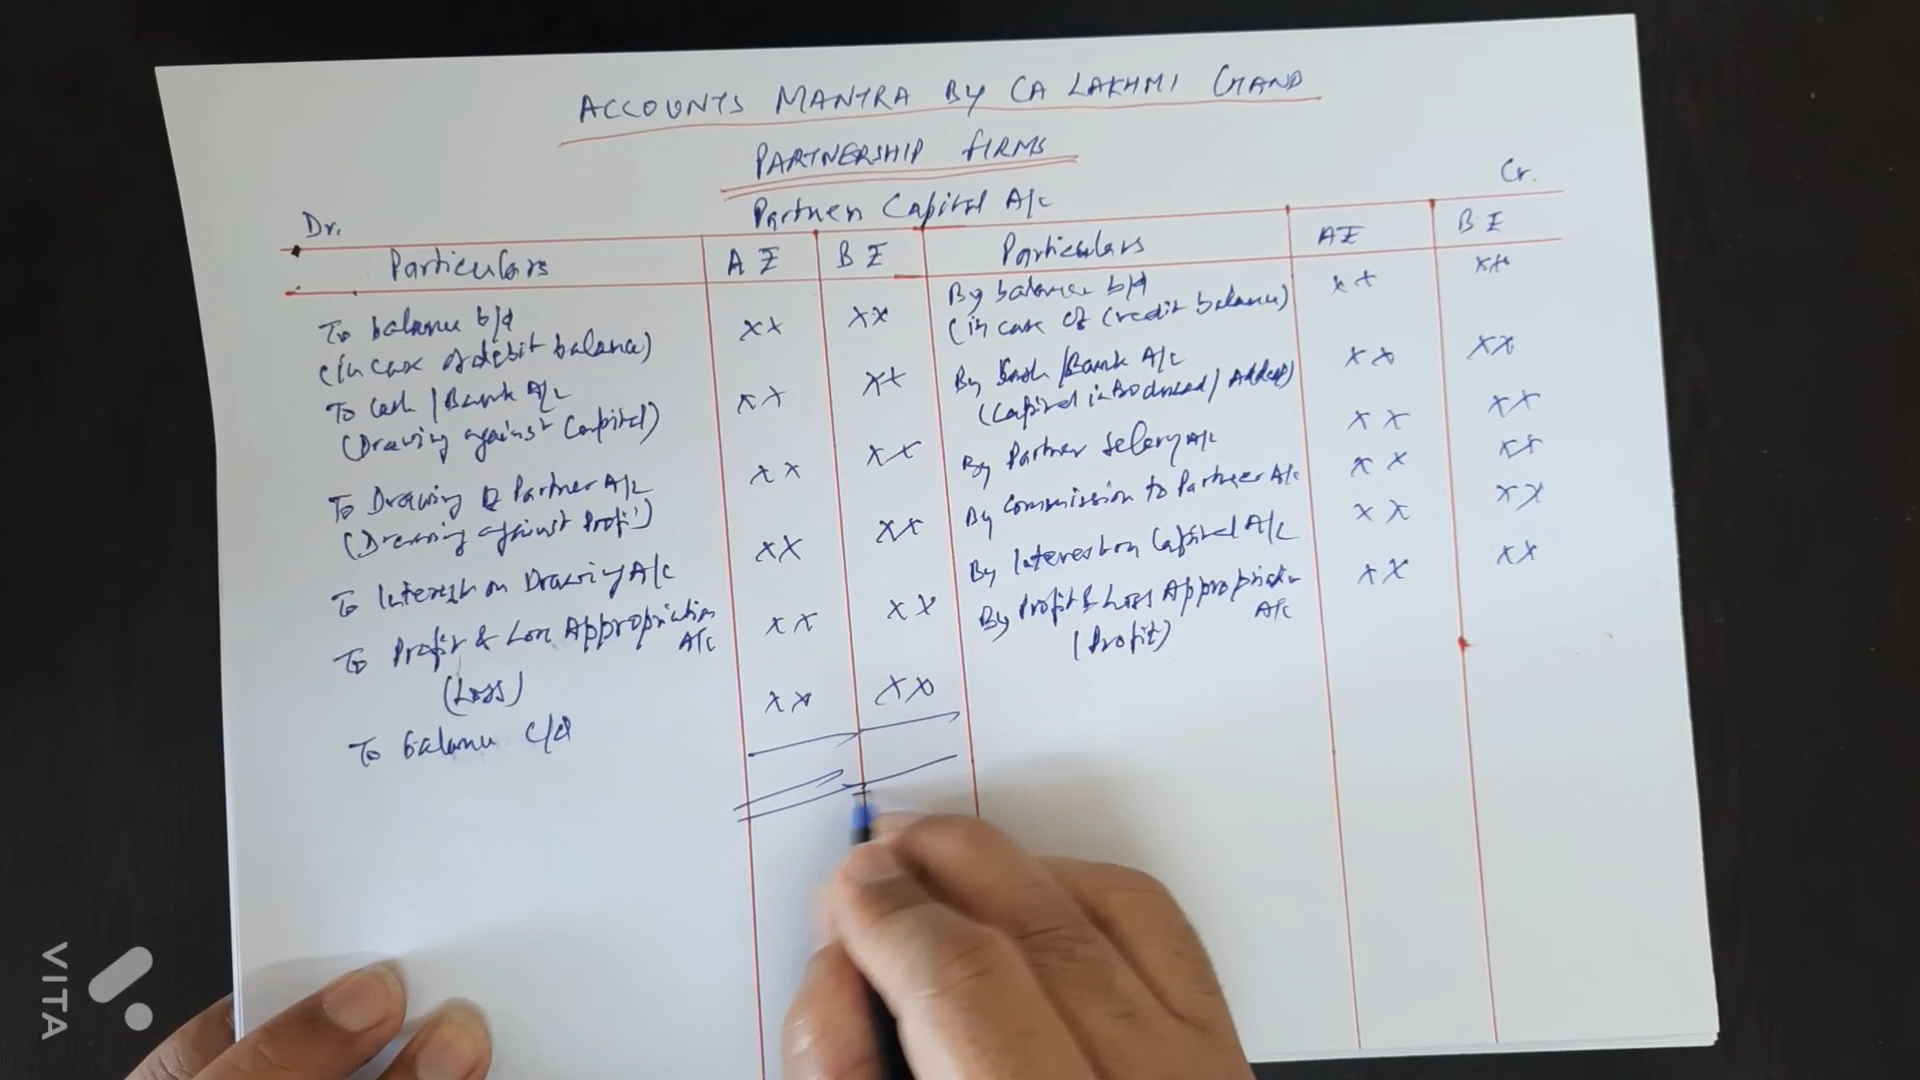 ACCOUNTS MANTRA BY CA LAKHMI CHAND
PARTNERSHIP FIRMS
Partners Capital A/c
Dr.
Cr.
Particulars A ₹ B ₹ Particulars A ₹ B ₹
To balance b/d xx xx
(in case of debit balance)
To Cash / Bank A/c xx xx
(Drawing against Capital)
To Drawing Partner A/c xx xx
(Drawing against Profit)
To Interest on Drawing A/c xx xx
To Profit & Loss Appropriation xx xx
A/c
(Loss)
To balance c/d xx xx
By balance b/d xx xx
(in case of Credit balance)
By Cash / Bank A/c xx xx
(Capital introduced / Added)
By Partner Salary A/c xx xx
By Commission to Partner A/c xx xx
By Interest on Capital A/c xx xx
By Profit & Loss Appropriation xx xx
A/c
(Profit)
VITA